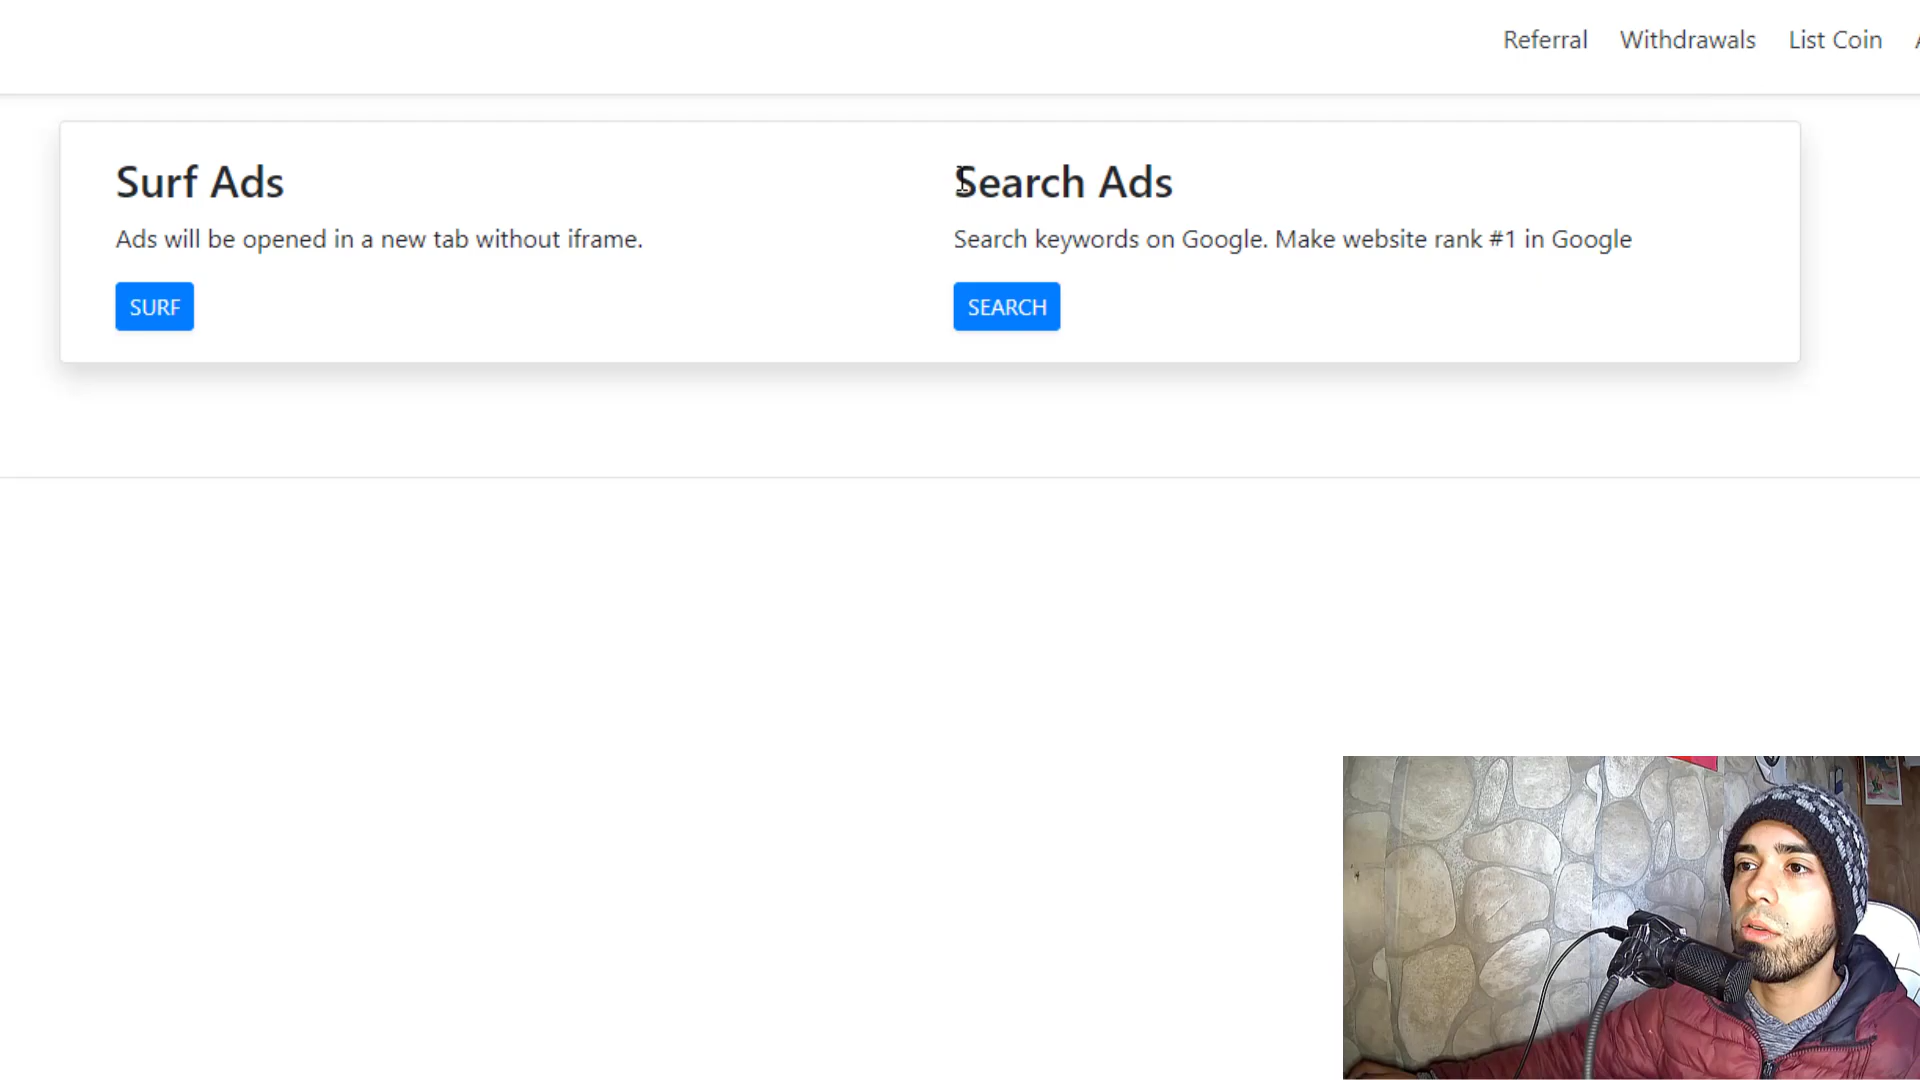 Referral Withdrawals List Coin
Surf Ads
Ads will be opened in a new tab without iframe.
SURF
Search Ads
Search keywords on Google. Make website rank #1 in Google
SEARCH